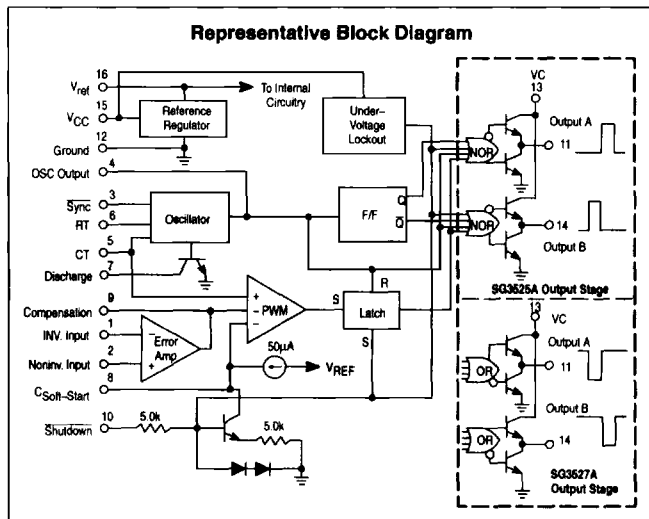 Representative Block Diagram
16
Vref
To Internal
Circuitry
15
VCC
Reference
Regulator
12
Ground
Under–
Voltage
Lockout
4
OSC Output
3
Sync
6
RT
Oscillator
5
CT
7
Discharge
F/F
Q
Q
9
Compensation
1
INV. Input
2
Noninv. Input
8
CSoft–Start
Error
Amp
+
−
−
−
+
PWM
S
R
Latch
S
50µA
VREF
10
Shutdown
5.0k
5.0k
VC
13
NOR
Output A
11
NOR
14
Output B
SG3525A Output Stage
13
VC
OR
Output A
11
OR
Output B
14
SG3527A
Output Stage